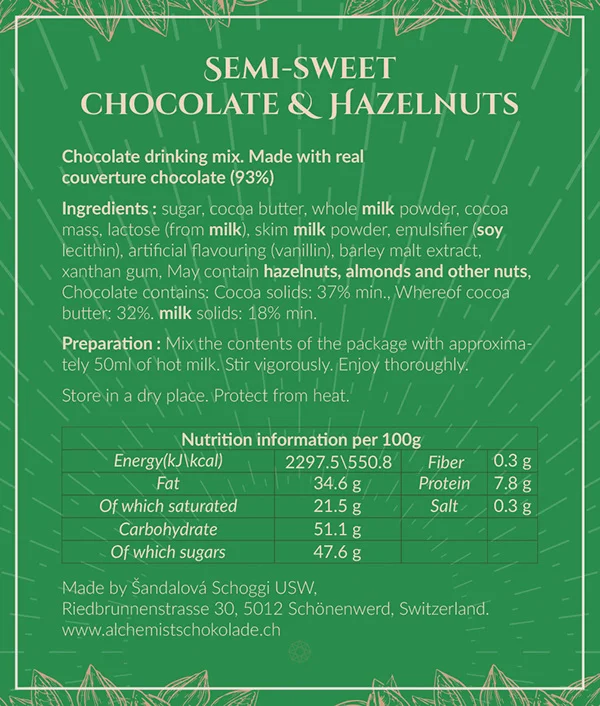 Semi-sweet
chocolate & Hazelnuts
Chocolate drinking mix. Made with real
couverture chocolate (93%)
Ingredients : sugar, cocoa butter, whole milk powder, cocoa
mass, lactose (from milk), skim milk powder, emulsifier (soy
lecithin), artificial flavouring (vanillin), barley malt extract,
xanthan gum, May contain hazelnuts, almonds and other nuts,
Chocolate contains: Cocoa solids: 37% min., Whereof cocoa
butter: 32%. milk solids: 18% min.
Preparation : Mix the contents of the package with approxima-
tely 50ml of hot milk. Stir vigorously. Enjoy thoroughly.
Store in a dry place. Protect from heat.
Nutrition information per 100g
Energy(kJ\kcal) 2297.5\550.8 Fiber 0.3 g
Fat 34.6 g Protein 7.8 g
Of which saturated 21.5 g Salt 0.3 g
Carbohydrate 51.1 g
Of which sugars 47.6 g
Made by Šandalová Schoggi USW,
Riedbrunnenstrasse 30, 5012 Schönenwerd, Switzerland.
www.alchemistschokolade.ch